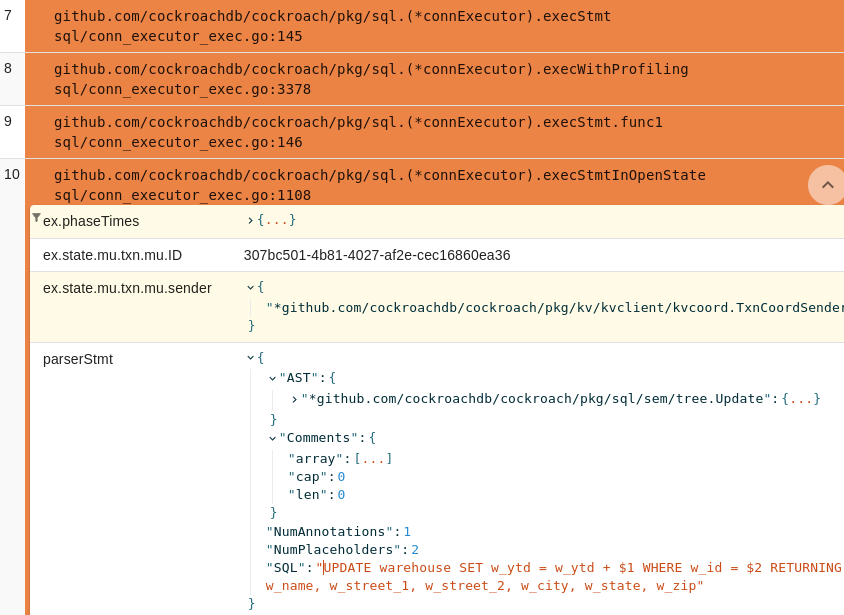 7
github.com/cockroachdb/cockroach/pkg/sql.(*connExecutor).execStmt
sql/conn_executor_exec.go:145
8
github.com/cockroachdb/cockroach/pkg/sql.(*connExecutor).execWithProfiling
sql/conn_executor_exec.go:3378
9
github.com/cockroachdb/cockroach/pkg/sql.(*connExecutor).execStmt.func1
sql/conn_executor_exec.go:146
10
github.com/cockroachdb/cockroach/pkg/sql.(*connExecutor).execStmtInOpenState
sql/conn_executor_exec.go:1108
ex.phaseTimes {...}
ex.state.mu.txn.mu.ID 307bc501-4b81-4027-af2e-cec16860ea36
ex.state.mu.txn.mu.sender {
"*github.com/cockroachdb/cockroach/pkg/kv/kvclient/kvcoord.TxnCoordSender
}
parserStmt {
"AST":{
"*github.com/cockroachdb/cockroach/pkg/sql/sem/tree.Update":{...}
}
"Comments":{
"array":[...]
"cap":0
"len":0
}
"NumAnnotations":1
"NumPlaceholders":2
"SQL":"UPDATE warehouse SET w_ytd = w_ytd + $1 WHERE w_id = $2 RETURNING
w_name, w_street_1, w_street_2, w_city, w_state, w_zip"
}